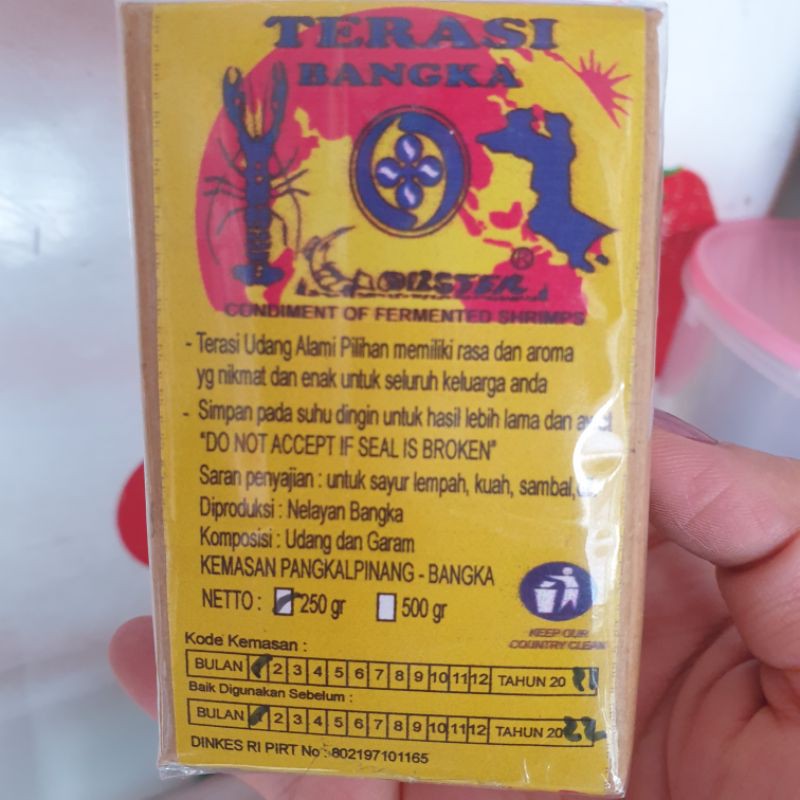 TERASI
BANGKA
LOBSTER ®
CONDIMENT OF FERMENTED SHRIMPS
- Terasi Udang Alami Pilihan memiliki rasa dan aroma
yg nikmat dan enak untuk seluruh keluarga anda
- Simpan pada suhu dingin untuk hasil lebih lama dan
"DO NOT ACCEPT IF SEAL IS BROKEN"
Saran penyajian : untuk sayur lempah, kuah, sambal,
Diproduksi : Nelayan Bangka
Komposisi : Udang dan Garam
KEMASAN PANGKALPINANG - BANGKA
NETTO : 250 gr 500 gr
KEEP OUR
COUNTRY CLEAN
Kode Kemasan :
BULAN 2 3 4 5 6 7 8 9 10 11 12 TAHUN 20 21
Baik Digunakan Sebelum :
BULAN 2 3 4 5 6 7 8 9 10 11 12 TAHUN 20 22
DINKES RI PIRT No : 802197101165